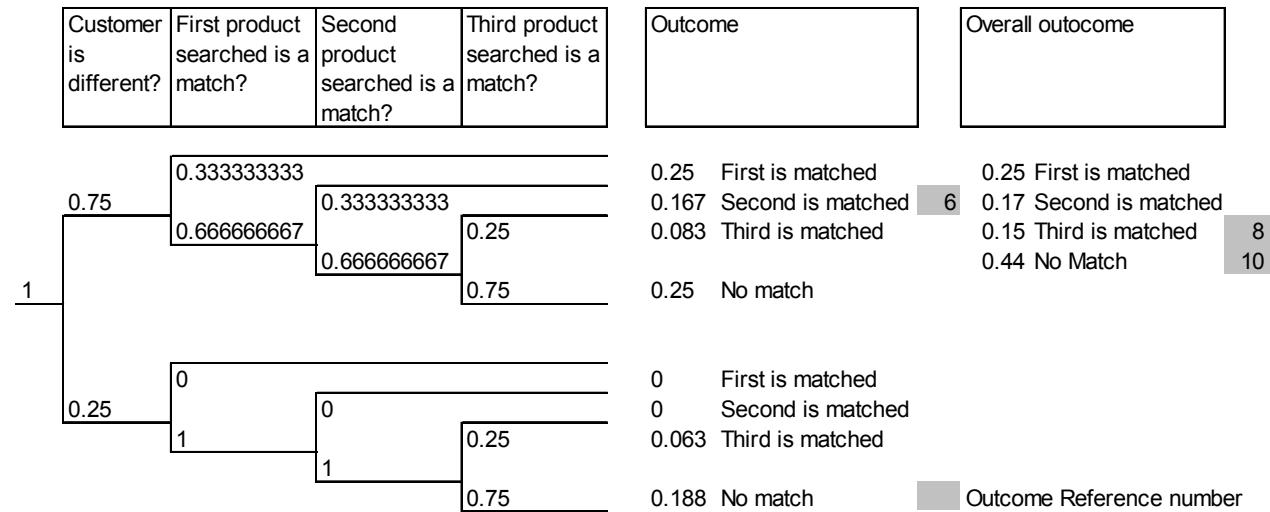 Customer is different?
First product searched is a match?
Second product searched is a match?
Third product searched is a match?
Outcome
Overall outocome
0.333333333
0.25 First is matched
0.25 First is matched
0.75
0.333333333
0.167 Second is matched 6
0.17 Second is matched
0.666666667
0.25
0.083 Third is matched
0.15 Third is matched 8
0.666666667
0.44 No Match 10
1
0.75
0.25 No match
0
0 First is matched
0.25
0
0 Second is matched
1
0.25
0.063 Third is matched
1
0.75
0.188 No match
Outcome Reference number